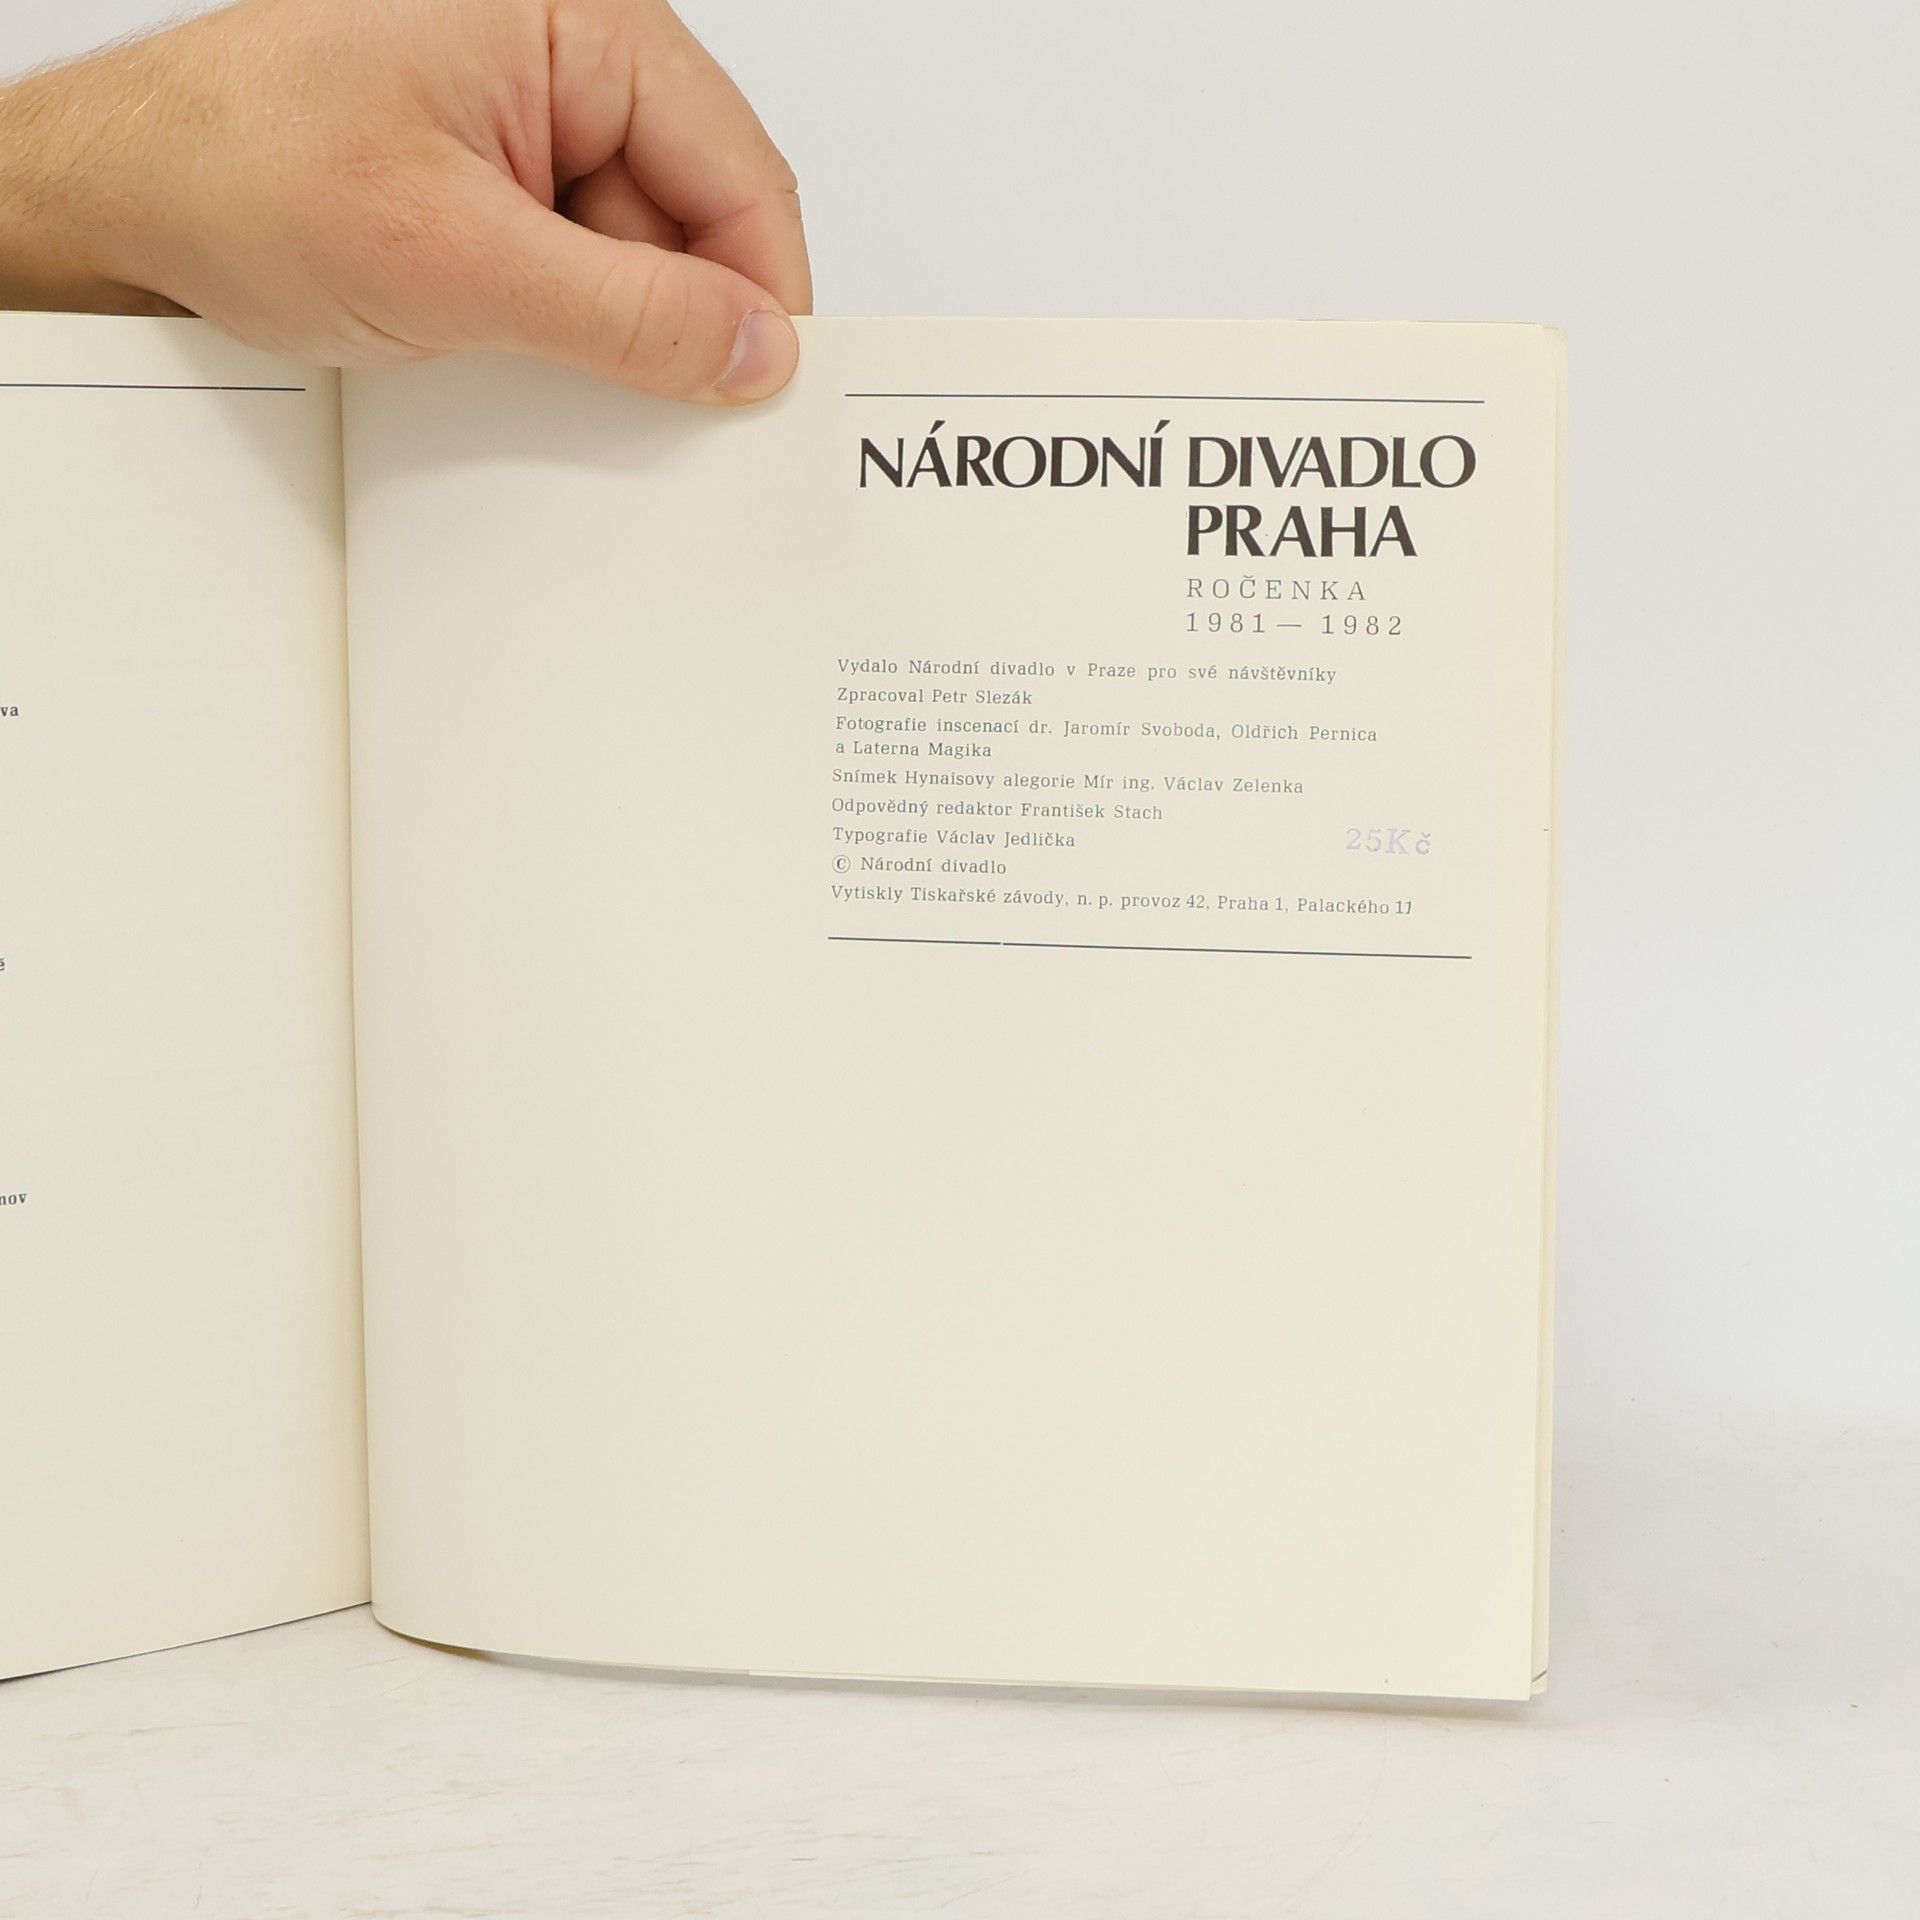 va
ě
nov
NÁRODNÍ DIVADLO
PRAHA
ROČENKA
1981 — 1982
Vydalo Národní divadlo v Praze pro své návštěvníky
Zpracoval Petr Slezák
Fotografie inscenací dr. Jaromír Svoboda, Oldřich Pernica
a Laterna Magika
Snímek Hynaisovy alegorie Mír ing. Václav Zelenka
Odpovědný redaktor František Stach
Typografie Václav Jedlička
25Kč
© Národní divadlo
Vytiskly Tiskařské závody, n. p. provoz 42, Praha 1, Palackého 11